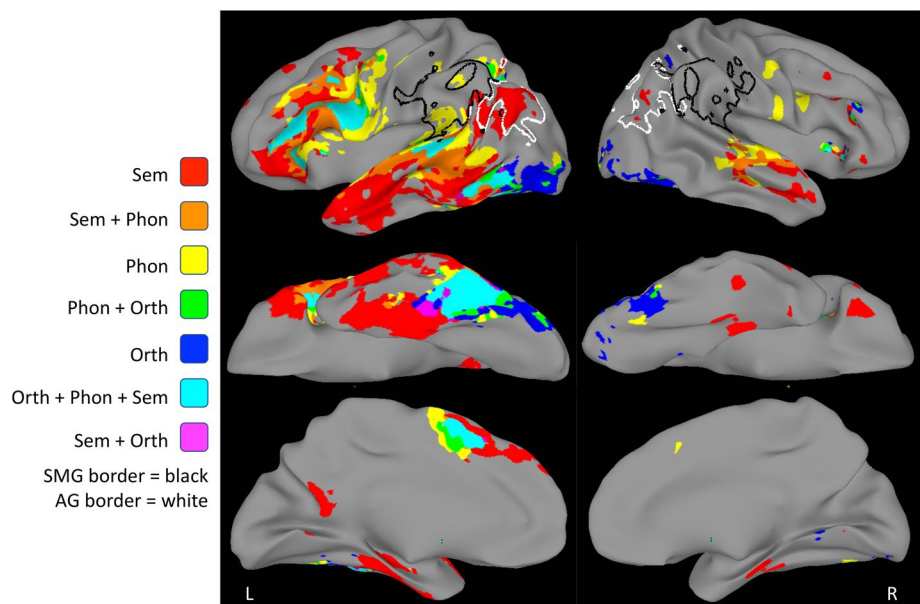 Sem
Sem + Phon
Phon
Phon + Orth
Orth
Orth + Phon + Sem
Sem + Orth
SMG border = black
AG border = white
L
R